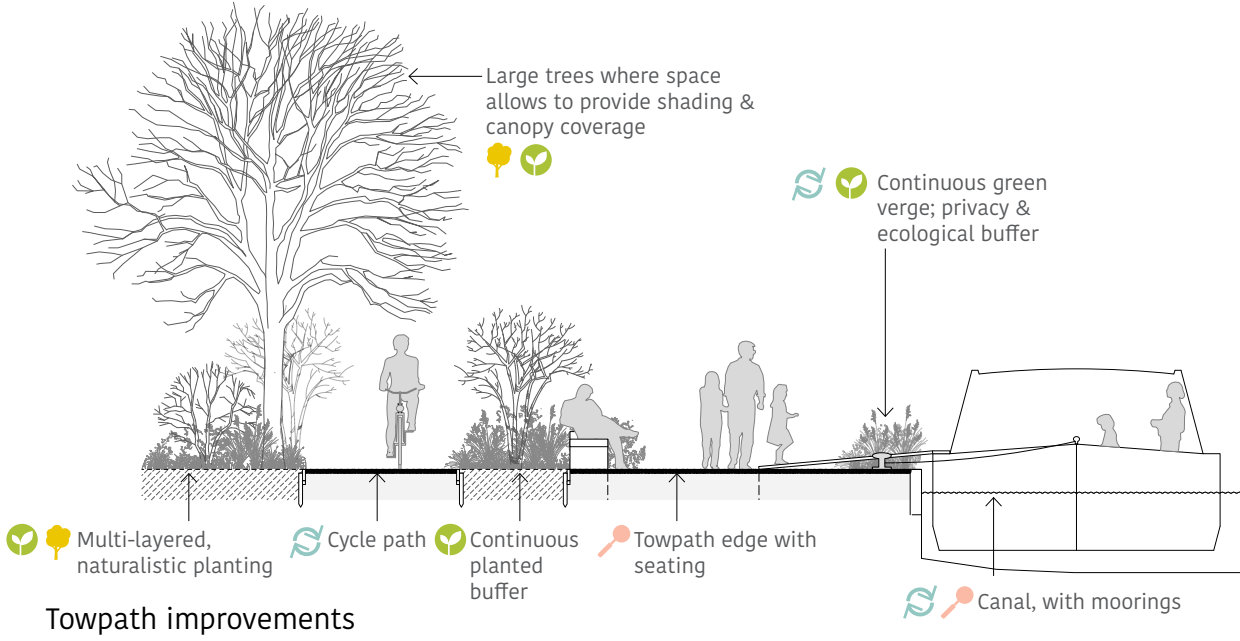 Large trees where space
allows to provide shading &
canopy coverage
Continuous green
verge; privacy &
ecological buffer
Multi-layered,
naturalistic planting
Cycle path
Continuous
planted
buffer
Towpath edge with
seating
Canal, with moorings
Towpath improvements